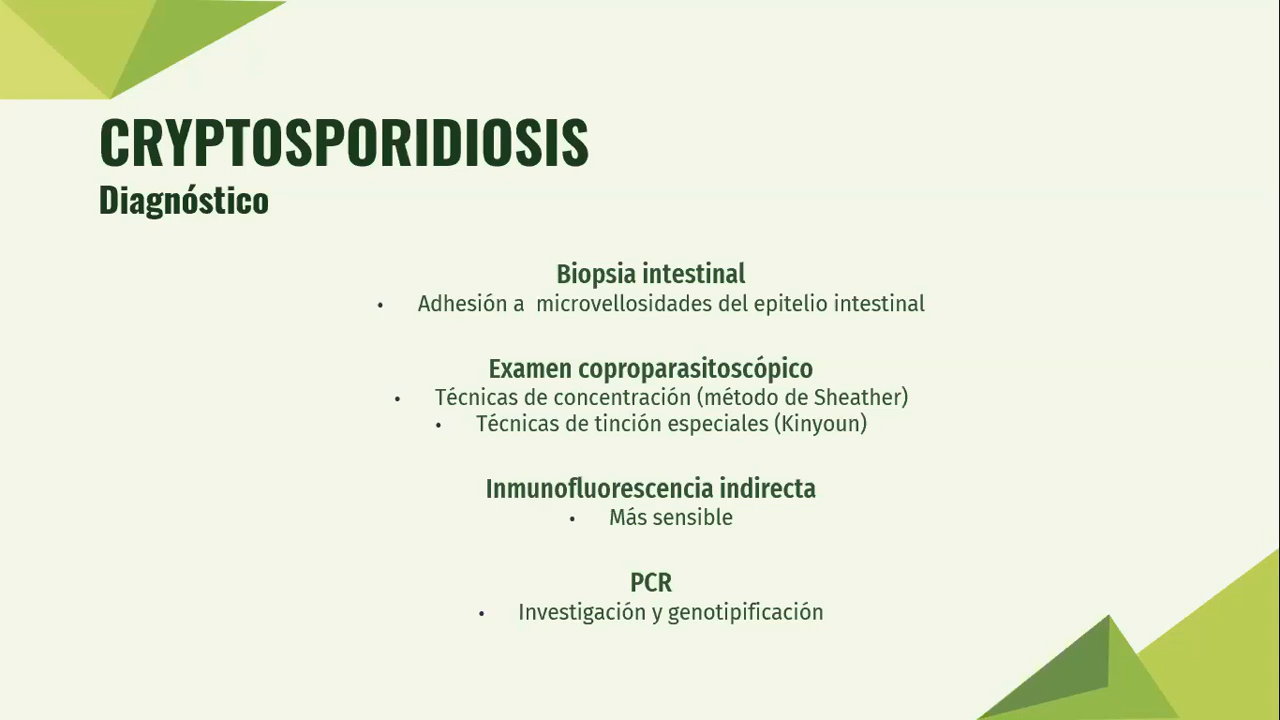 CRYPTOSPORIDIOSIS
Diagnóstico
Biopsia intestinal
• Adhesión a  microvellosidades del epitelio intestinal
Examen coproparasitoscópico
• Técnicas de concentración (método de Sheather)
• Técnicas de tinción especiales (Kinyoun)
Inmunofluorescencia indirecta
• Más sensible
PCR
• Investigación y genotipificación